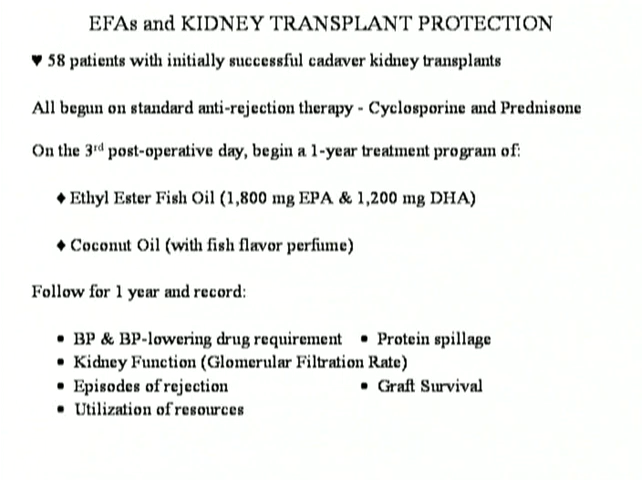 EFAs and KIDNEY TRANSPLANT PROTECTION
♥ 58 patients with initially successful cadaver kidney transplants
All begun on standard anti-rejection therapy - Cyclosporine and Prednisone
On the 3rd post-operative day, begin a 1-year treatment program of:
♦ Ethyl Ester Fish Oil (1,800 mg EPA & 1,200 mg DHA)
♦ Coconut Oil (with fish flavor perfume)
Follow for 1 year and record:
• BP & BP-lowering drug requirement • Protein spillage
• Kidney Function (Glomerular Filtration Rate)
• Episodes of rejection • Graft Survival
• Utilization of resources